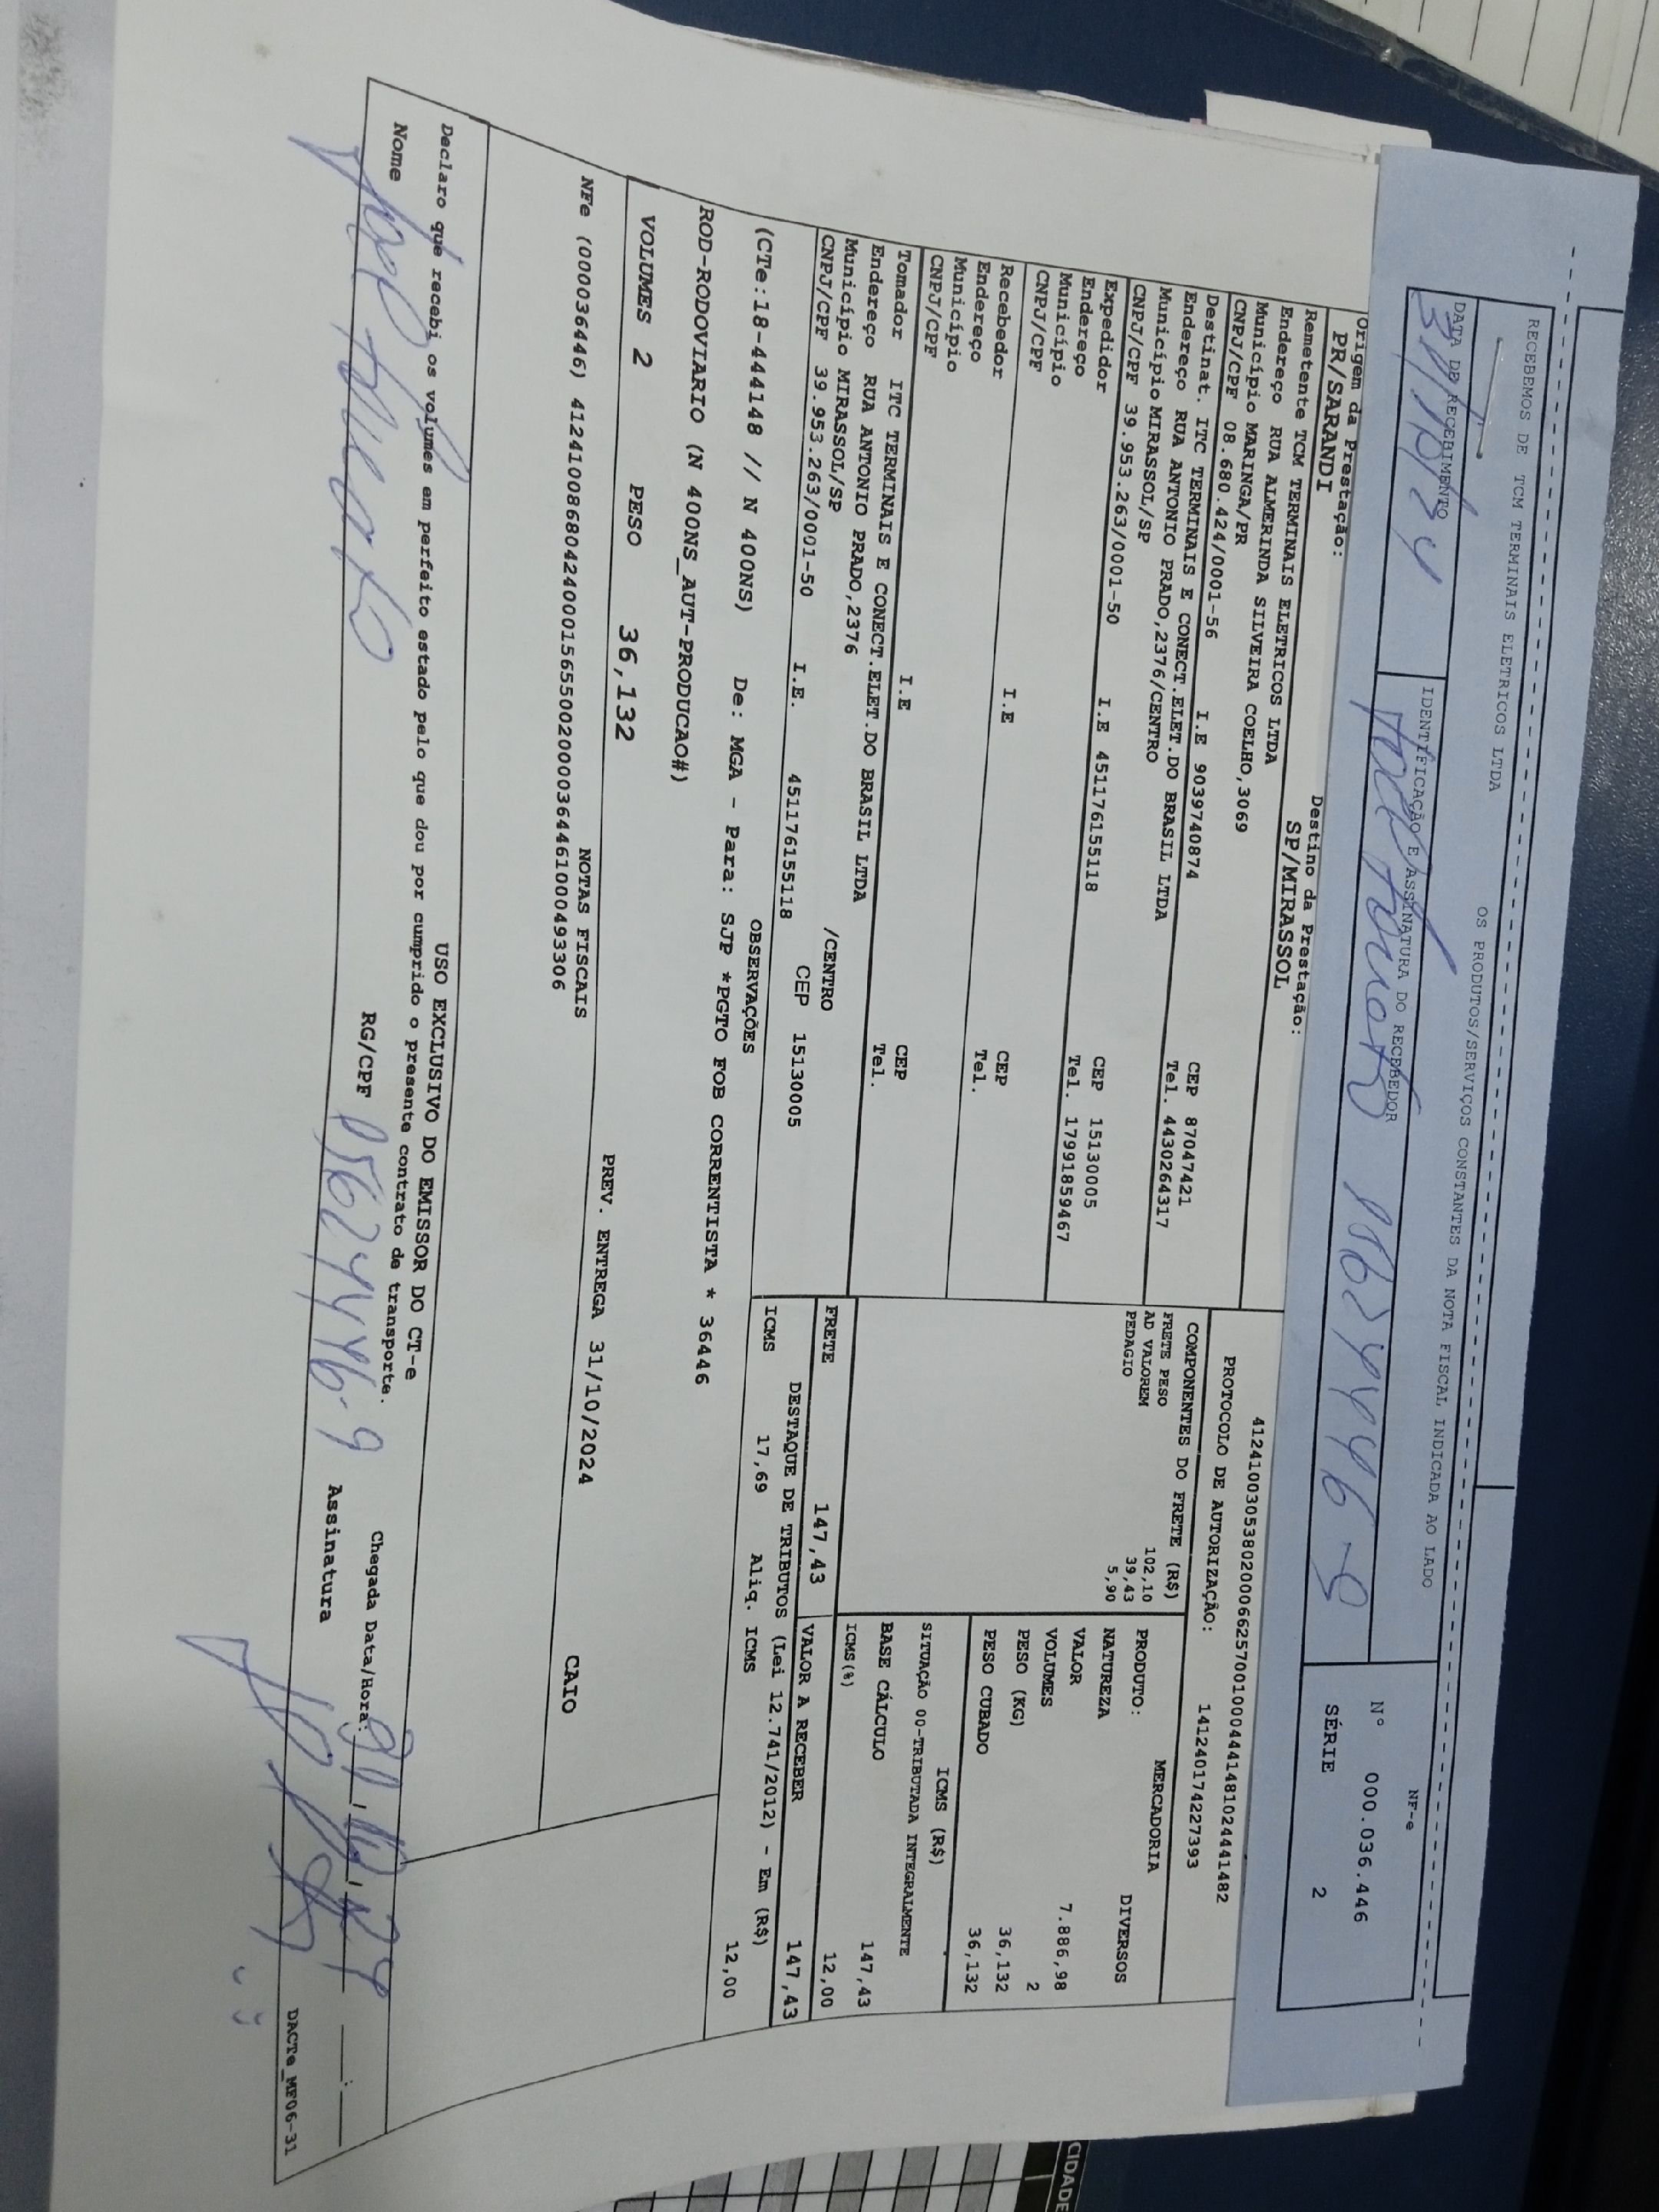 RECEBEMOS DE TCM TERMINAIS ELETRICOS LTDA OS PRODUTOS/SERVIÇOS CONSTANTES DA NOTA FISCAL INDICADA AO LADO
NF-e
DATA DE RECEBIMENTO IDENTIFICAÇÃO E ASSINATURA DO RECEBEDOR
Nº 000.036.446
SÉRIE 2
Origem da Prestação: Destino da Prestação:
PR/SARANDI SP/MIRASSOL
41241003053802000662570010004441481024441482
PROTOCOLO DE AUTORIZAÇÃO: 141240174227393
Remetente TCM TERMINAIS ELETRICOS LTDA
Endereço RUA ALMERINDA SILVEIRA COELHO,3069
Município MARINGA/PR CEP 87047421
CNPJ/CPF 08.680.424/0001-56 I.E 9039740874 Tel. 4430264317
Destinat. ITC TERMINAIS E CONECT.ELET.DO BRASIL LTDA
Endereço RUA ANTONIO PRADO,2376/CENTRO
Município MIRASSOL/SP CEP 15130005
CNPJ/CPF 39.953.263/0001-50 I.E 451176155118 Tel. 17991859467
Expedidor
Endereço
Município CEP
CNPJ/CPF I.E Tel.
Recebedor
Endereço
Município CEP
CNPJ/CPF I.E Tel.
Tomador ITC TERMINAIS E CONECT.ELET.DO BRASIL LTDA
Endereço RUA ANTONIO PRADO,2376 /CENTRO
Município MIRASSOL/SP CEP 15130005
CNPJ/CPF 39.953.263/0001-50 I.E. 451176155118
COMPONENTES DO FRETE (R$)
FRETE PESO 102,10
AD VALOREM 39,43
PEDAGIO 5,90
MERCADORIA
PRODUTO: DIVERSOS
NATUREZA
VALOR 7.886,98
VOLUMES 2
PESO (KG) 36,132
PESO CUBADO 36,132
ICMS (R$)
SITUAÇÃO 00-TRIBUTADA INTEGRALMENTE
BASE CÁLCULO 147,43
ICMS(%) 12,00
FRETE 147,43 VALOR A RECEBER 147,43
DESTAQUE DE TRIBUTOS (Lei 12.741/2012) - Em (R$)
ICMS 17,69 Aliq. ICMS 12,00
OBSERVAÇÕES
(CTe:18-444148 // N 400NS) De: MGA - Para: SJP *PGTO FOB CORRENTISTA * 36446
ROD-RODOVIARIO (N 400NS_AUT-PRODUCAO#)
VOLUMES 2 PESO 36,132 PREV. ENTREGA 31/10/2024 CAIO
NOTAS FISCAIS
NFe (000036446) 41241008680424000156550020000364461000493306
USO EXCLUSIVO DO EMISSOR DO CT-e
Declaro que recebi os volumes em perfeito estado pelo que dou por cumprido o presente contrato de transporte.
Nome RG/CPF Assinatura Chegada Data/Hora:
DACTe_MF06-31
CIDADE